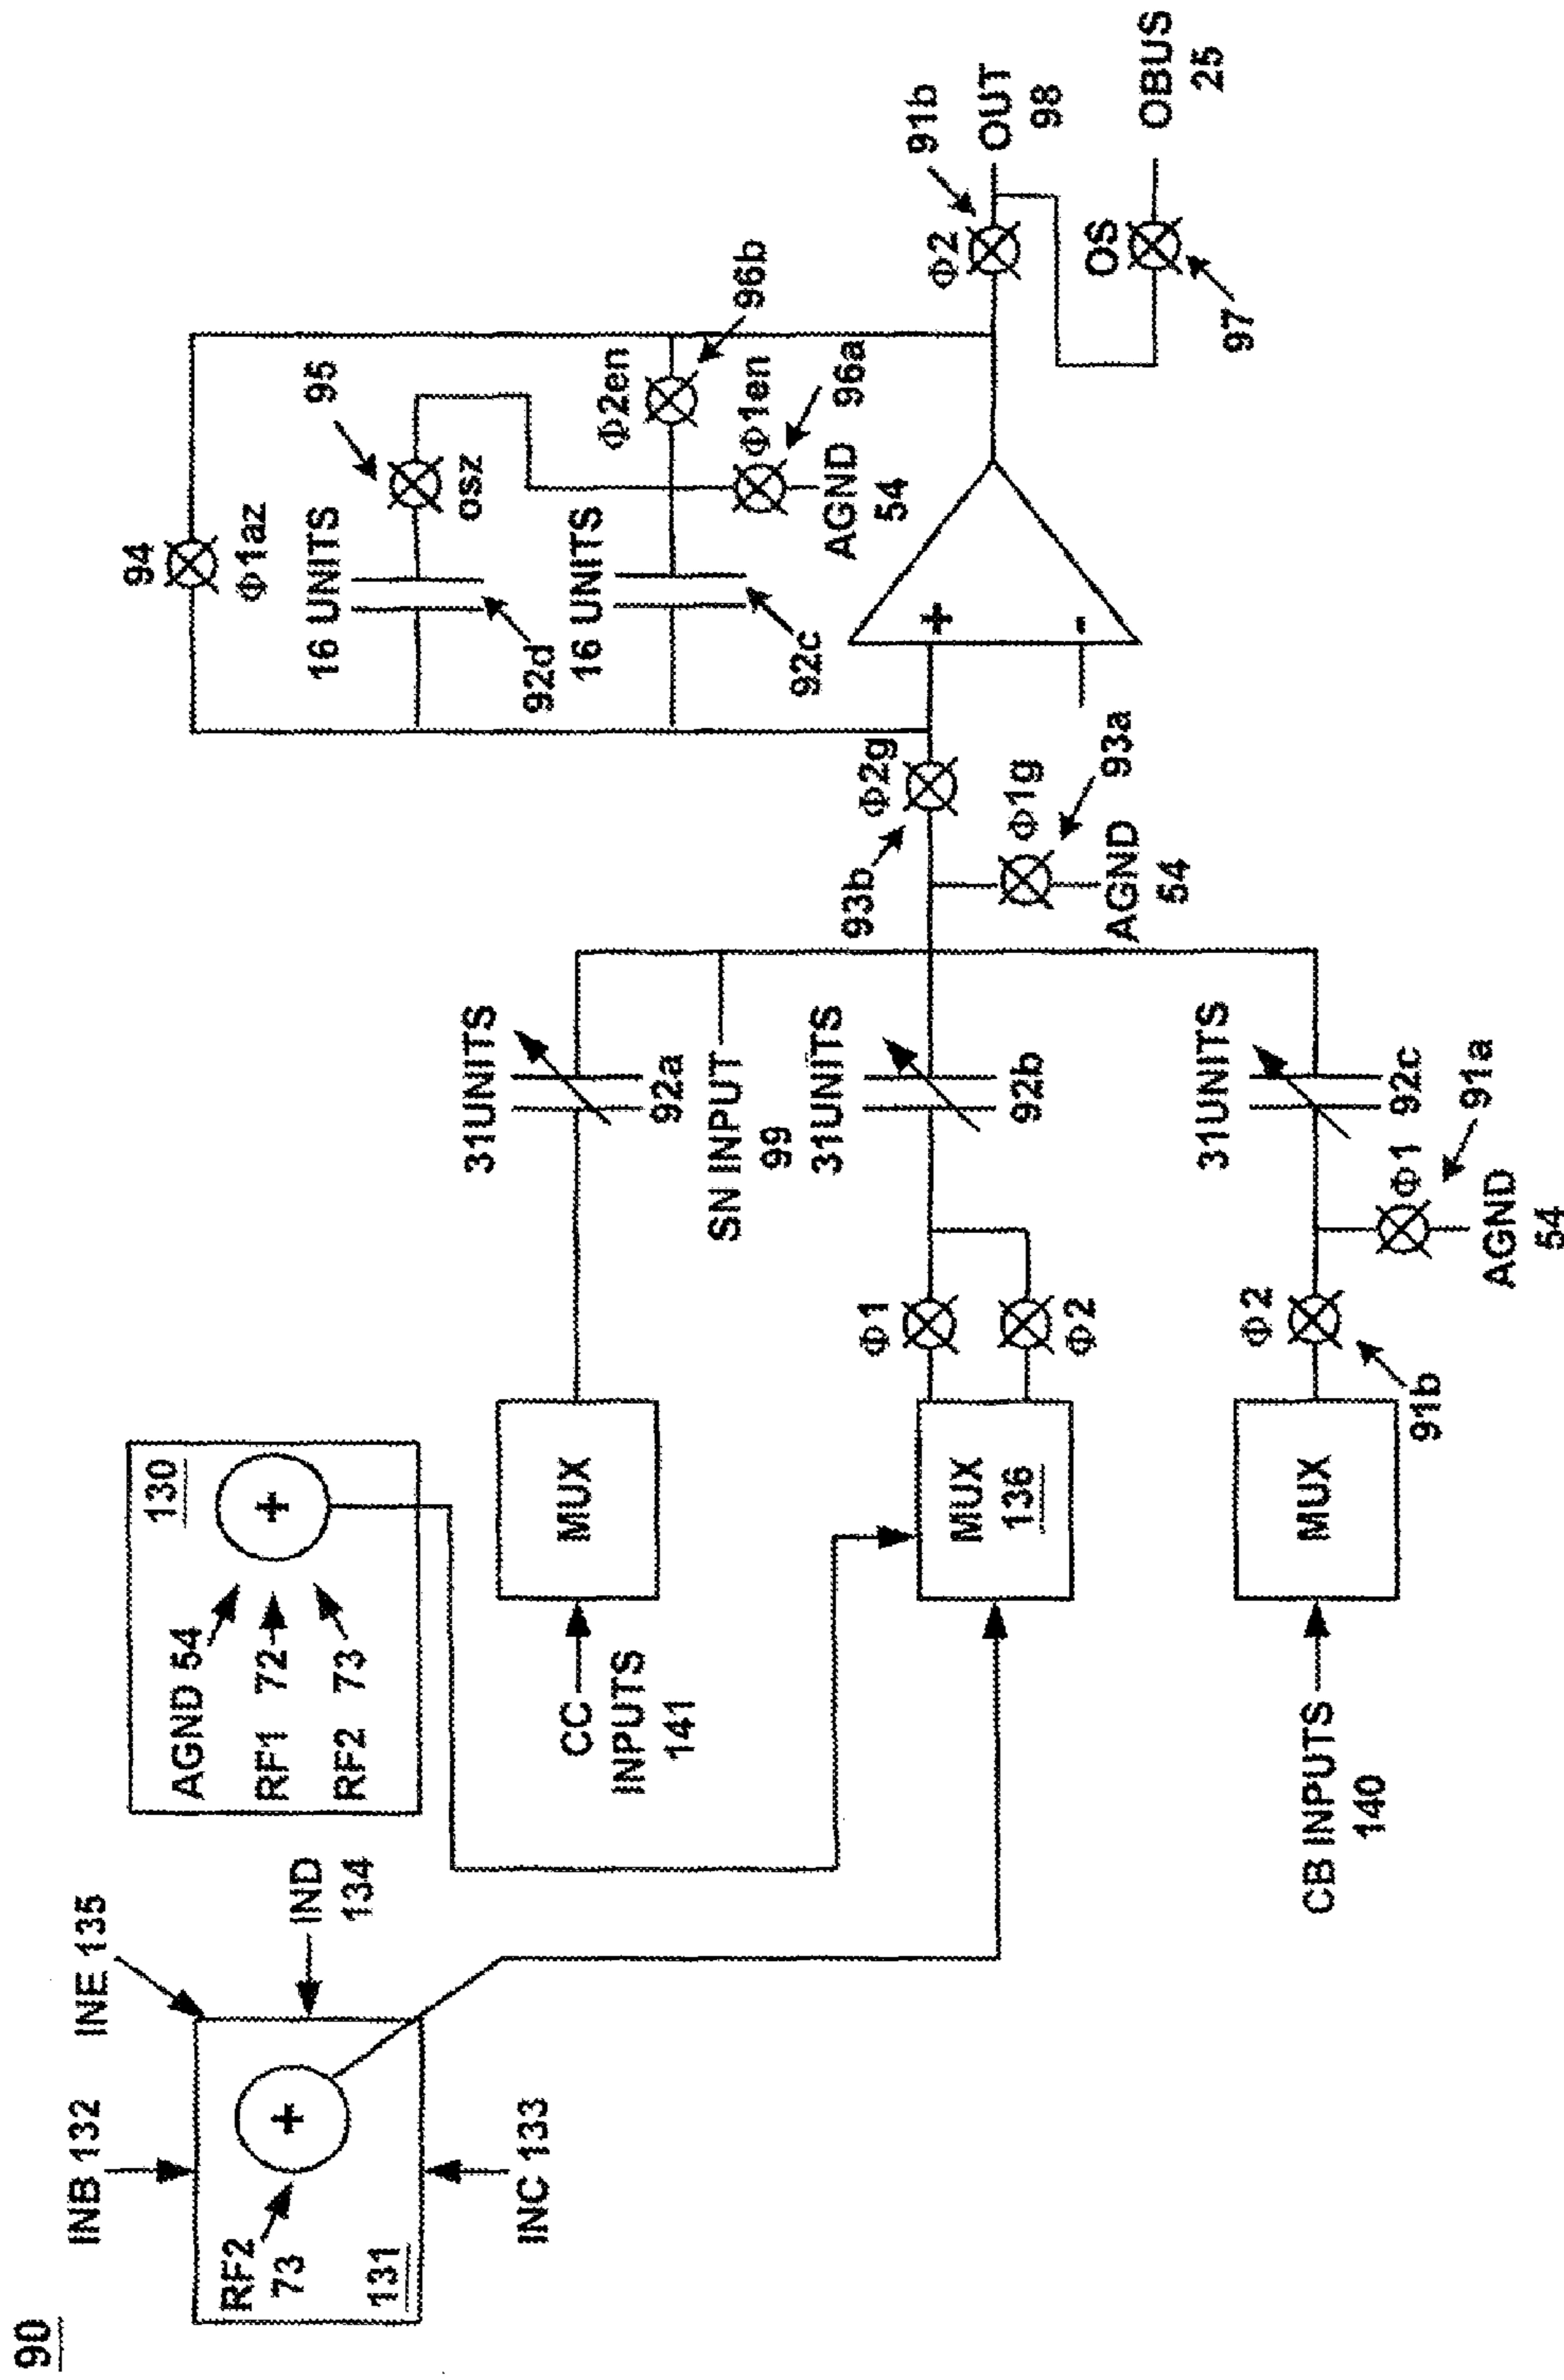 90
INB 132
INE 135
IND
134
RF2
73
+
131
INC 133
AGND 54
RF1 72
RF2 73
130
+
CC
INPUTS
141
MUX
31UNITS
92a
SN INPUT
99
MUX
136
Φ1
Φ2
31UNITS
92b
CB INPUTS
140
MUX
Φ2
91b
Φ1
91a
AGND
54
31UNITS
92c
93b
Φ2g
Φ1g
93a
AGND
54
94
Φ1az
16 UNITS
92d
95
osz
16 UNITS
92c
Φ2en
96b
Φ1en
96a
AGND
54
+
-
Φ2
91b
OUT
98
OS
97
OBUS
25